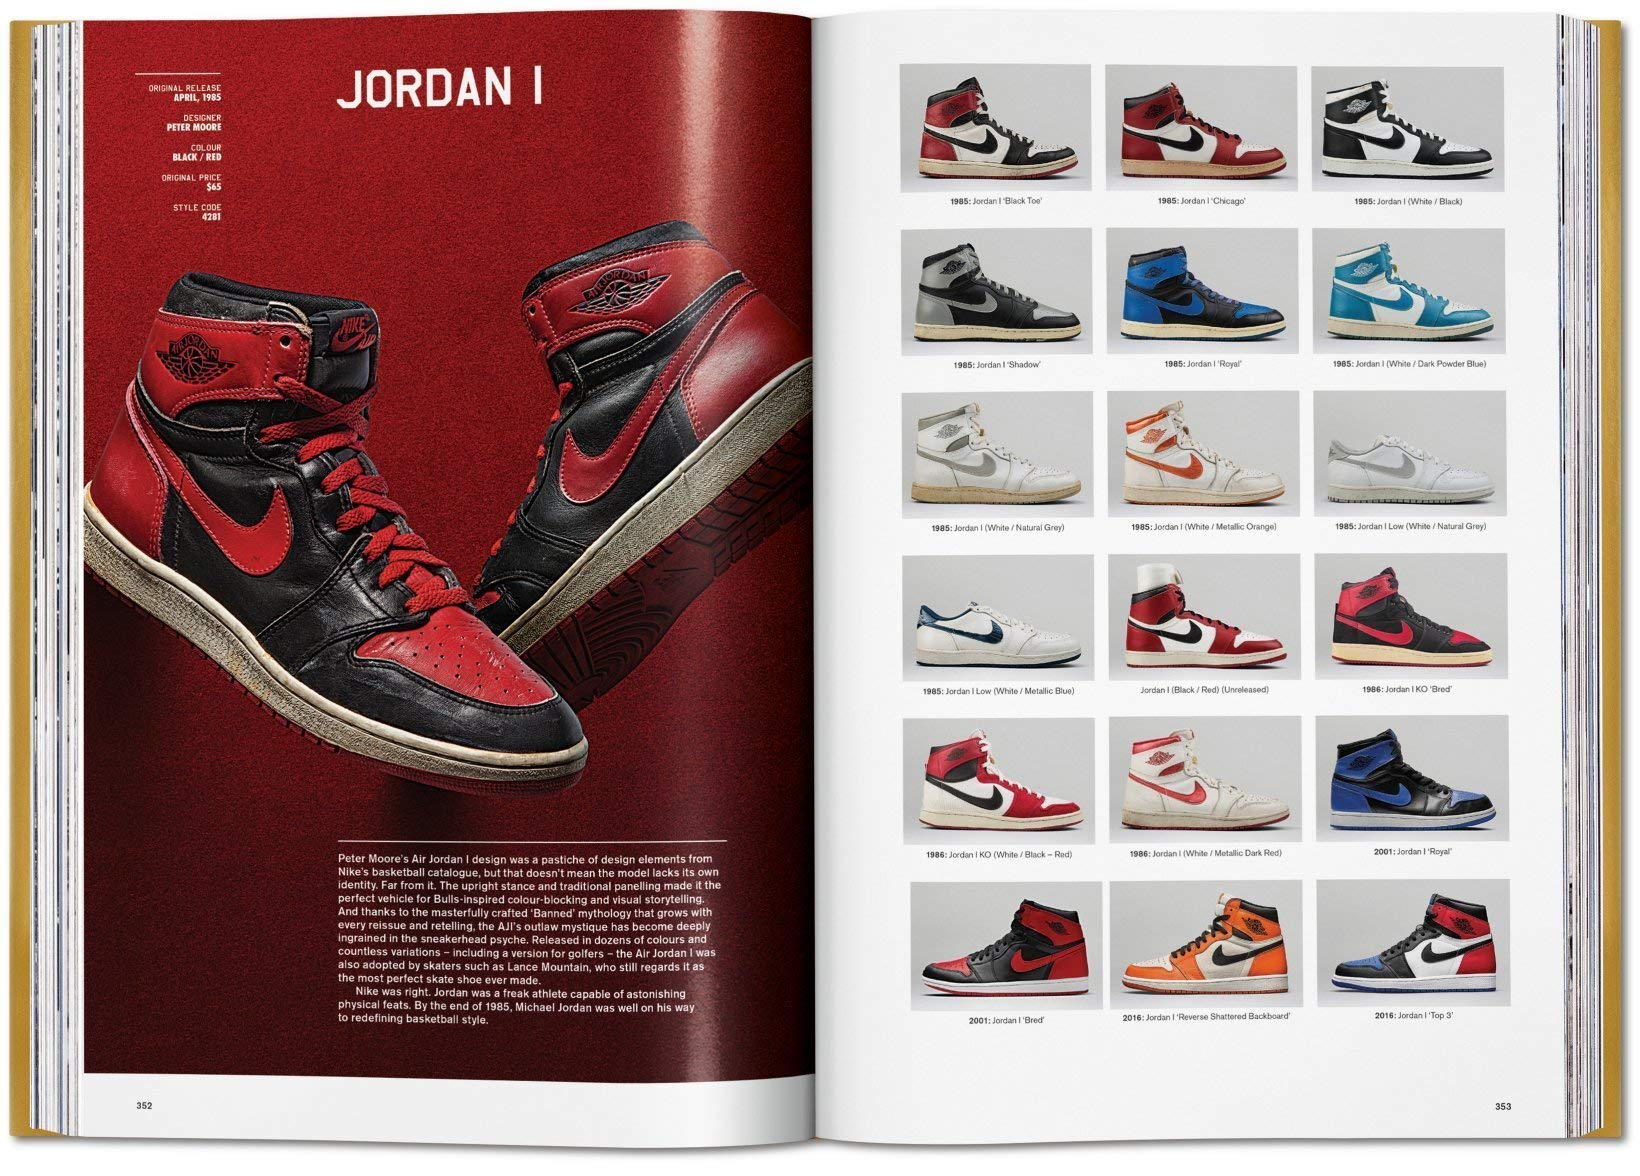 JORDAN I
ORIGINAL RELEASE
APRIL, 1985
DESIGNER
PETER MOORE
COLOUR
BLACK / RED
ORIGINAL PRICE
$65
STYLE CODE
4281
AIR JORDAN
NIKE
AIR JORDAN
Peter Moore's Air Jordan I design was a pastiche of design elements from
Nike's basketball catalogue, but that doesn't mean the model lacks its own
identity. Far from it. The upright stance and traditional panelling made it the
perfect vehicle for Bulls-inspired colour-blocking and visual storytelling.
And thanks to the masterfully crafted 'Banned' mythology that grows with
every reissue and retelling, the AJI's outlaw mystique has become deeply
ingrained in the sneakerhead psyche. Released in dozens of colours and
countless variations – including a version for golfers – the Air Jordan I was
also adopted by skaters such as Lance Mountain, who still regards it as
the most perfect skate shoe ever made.
Nike was right. Jordan was a freak athlete capable of astonishing
physical feats. By the end of 1985, Michael Jordan was well on his way
to redefining basketball style.
352
1985: Jordan I 'Black Toe'
1985: Jordan I 'Chicago'
1985: Jordan I (White / Black)
1985: Jordan I 'Shadow'
1985: Jordan I 'Royal'
1985: Jordan I (White / Dark Powder Blue)
1985: Jordan I (White / Natural Grey)
1985: Jordan I (White / Metallic Orange)
1985: Jordan I Low (White / Natural Grey)
1985: Jordan I Low (White / Metallic Blue)
Jordan I (Black / Red) (Unreleased)
1986: Jordan I KO 'Bred'
1986: Jordan I KO (White / Black – Red)
1986: Jordan I (White / Metallic Dark Red)
2001: Jordan I 'Royal'
2001: Jordan I 'Bred'
2016: Jordan I 'Reverse Shattered Backboard'
2016: Jordan I 'Top 3'
353